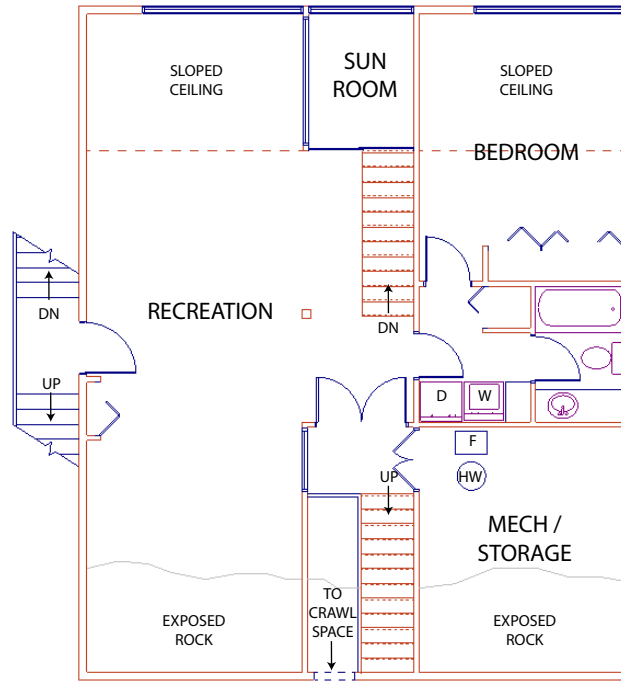 SLOPED
CEILING
SUN
ROOM
SLOPED
CEILING
BEDROOM
DN
RECREATION
DN
UP
D
W
F
UP
HW
MECH /
STORAGE
TO
CRAWL
SPACE
EXPOSED
ROCK
EXPOSED
ROCK